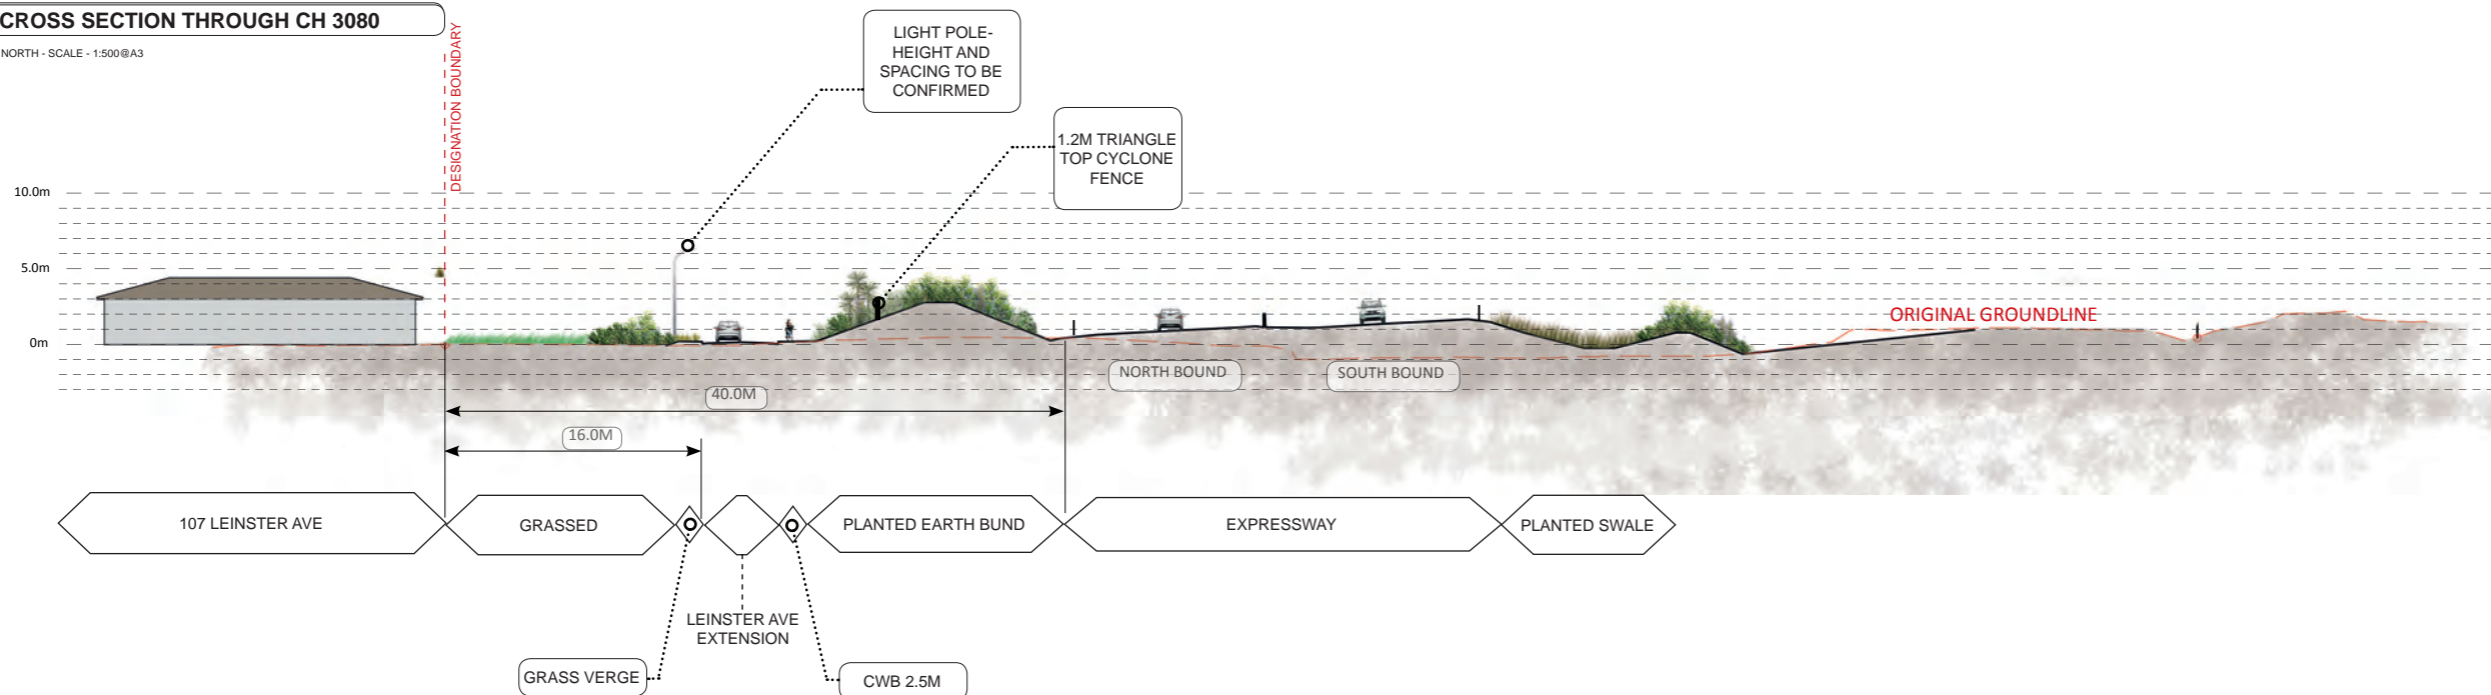 CROSS SECTION THROUGH CH 3080
NORTH - SCALE - 1:500@A3
DESIGNATION BOUNDARY
LIGHT POLE-
HEIGHT AND
SPACING TO BE
CONFIRMED
1.2M TRIANGLE
TOP CYCLONE
FENCE
10.0m
5.0m
0m
ORIGINAL GROUNDLINE
NORTH BOUND
SOUTH BOUND
40.0M
16.0M
107 LEINSTER AVE
GRASSED
PLANTED EARTH BUND
EXPRESSWAY
PLANTED SWALE
LEINSTER AVE
EXTENSION
GRASS VERGE
CWB 2.5M